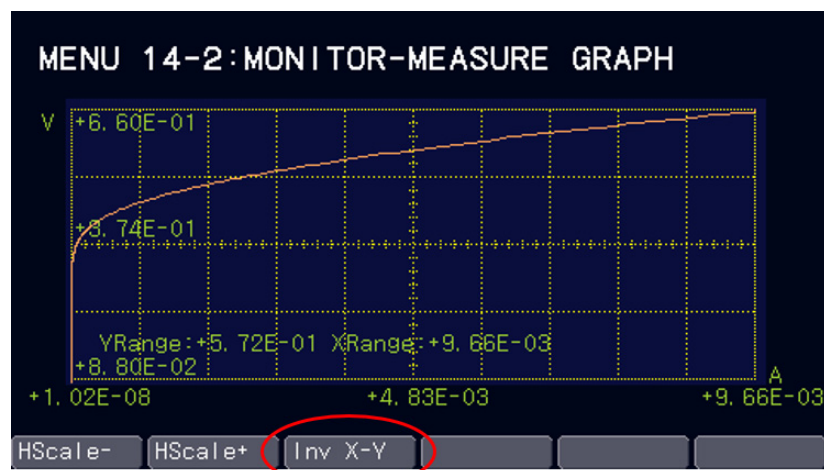 MENU 14-2:MONITOR-MEASURE GRAPH
V +6.60E-01
+3.74E-01
YRange:+5.72E-01 XRange:+9.66E-03
+8.80E-02
A
+1.02E-08 +4.83E-03 +9.66E-03
HScale- HScale+ Inv X-Y